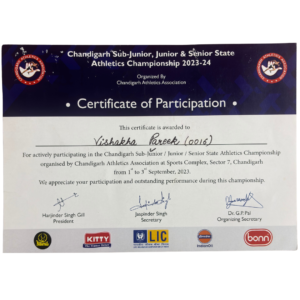 Chandigarh Sub-Junior, Junior & Senior State
Athletics Championship 2023-24
Organized By
Chandigarh Athletics Association
• Certificate of Participation •
This certificate is awarded to
Vishakha Pareek (0016)
For actively participating in the Chandigarh Sub-Junior / Junior / Senior State Athletics Championship
organised by Chandigarh Athletics Association at Sports Complex, Sector 7, Chandigarh
from 1st to 3rd September, 2023.
We appreciate your participation and outstanding performance during this championship.
Harjinder Singh Gill
President
Jaspinder Singh
Secretary
Dr. G.P. Pal
Organising Secretary
KITTY
LIC
bonn